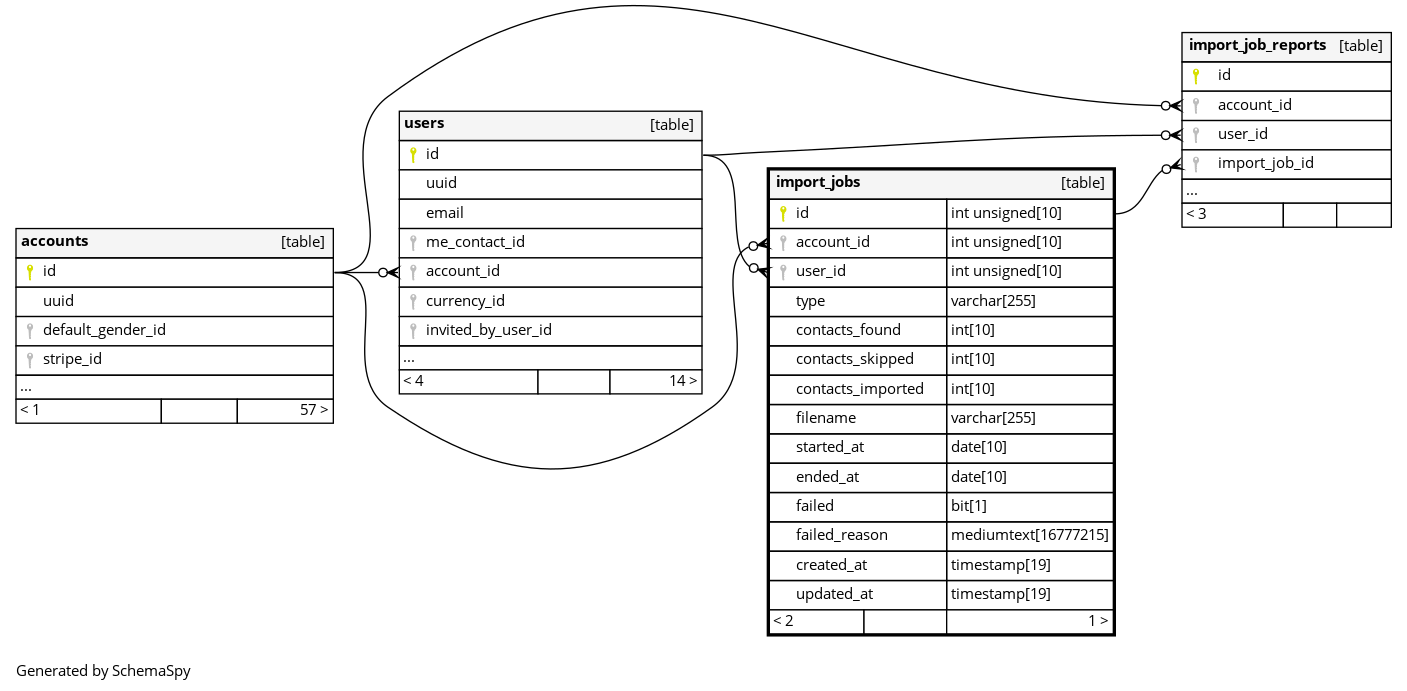 import_job_reports [table]
id
account_id
user_id
import_job_id
...
< 3
users [table]
id
uuid
email
me_contact_id
account_id
currency_id
invited_by_user_id
...
< 4 14 >
import_jobs [table]
id int unsigned[10]
account_id int unsigned[10]
user_id int unsigned[10]
type varchar[255]
contacts_found int[10]
contacts_skipped int[10]
contacts_imported int[10]
filename varchar[255]
started_at date[10]
ended_at date[10]
failed bit[1]
failed_reason mediumtext[16777215]
created_at timestamp[19]
updated_at timestamp[19]
< 2 1 >
accounts [table]
id
uuid
default_gender_id
stripe_id
...
< 1 57 >
Generated by SchemaSpy